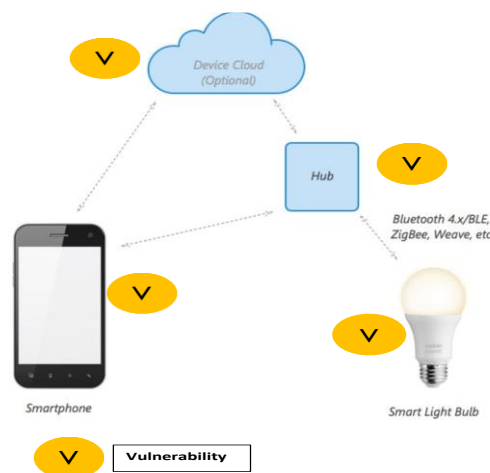 V
Device Cloud
(Optional)
Hub
V
Bluetooth 4.x/BLE,
ZigBee, Weave, etc
V
V
Smartphone
Smart Light Bulb
V
Vulnerability